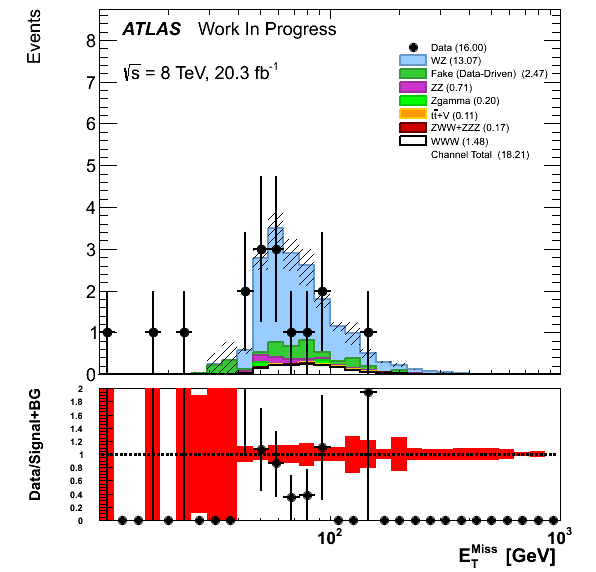 Events
ATLAS Work In Progress
√s = 8 TeV, 20.3 fb⁻¹
Data (16.00)
WZ (13.07)
Fake (Data-Driven) (2.47)
ZZ (0.71)
Zgamma (0.20)
tt̄+V (0.11)
ZWW+ZZZ (0.17)
WWW (1.48)
Channel Total (18.21)
8
7
6
5
4
3
2
1
0
Data/Signal+BG
2
1.8
1.6
1.4
1.2
1
0.8
0.6
0.4
0.2
0
10² 10³
E_T^Miss [GeV]